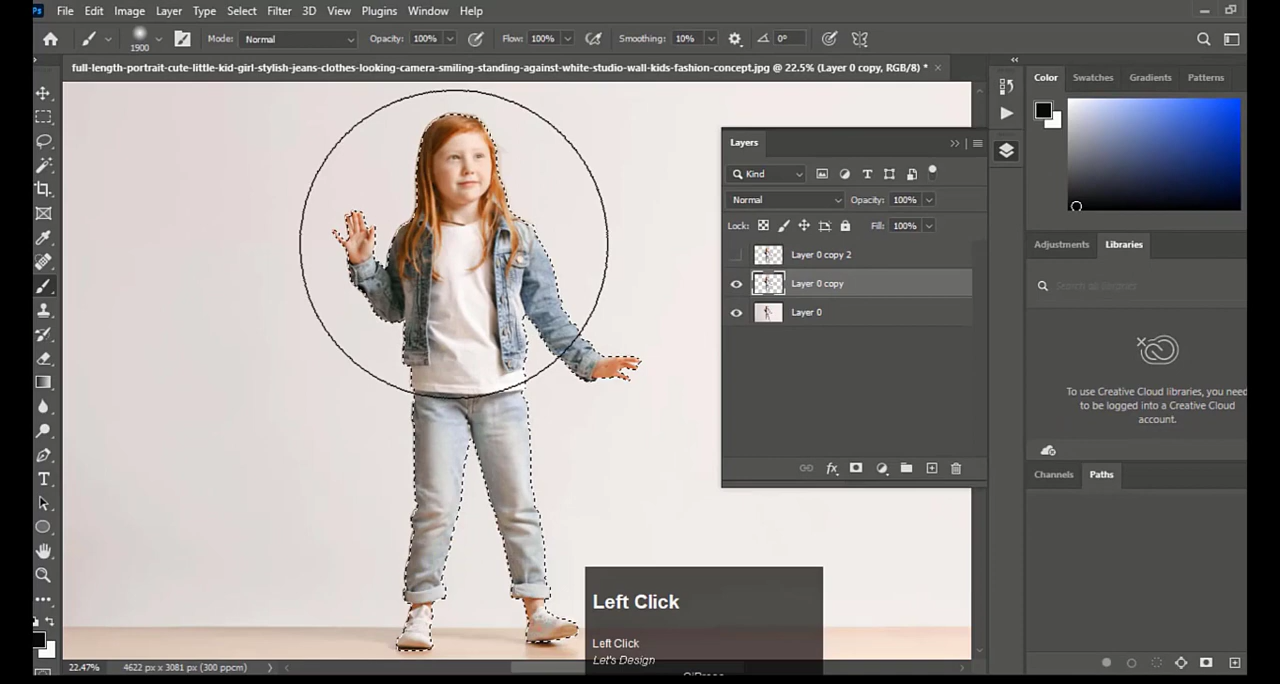 Ps File Edit Image Layer Type Select Filter 3D View Plugins Window Help
1900 Mode: Normal Opacity: 100% Flow: 100% Smoothing: 10% 0°
full-length-portrait-cute-little-kid-girl-stylish-jeans-clothes-looking-camera-smiling-standing-against-white-studio-wall-kids-fashion-concept.jpg @ 22.5% (Layer 0 copy, RGB/8) *
Color Swatches Gradients Patterns
Layers
Kind
Normal Opacity: 100%
Lock: Fill: 100%
Layer 0 copy 2
Layer 0 copy
Layer 0
Adjustments Libraries
Search all libraries
To use Creative Cloud libraries, you need
to be logged into a Creative Cloud
account.
Channels Paths
Left Click
Left Click
Let's Design
22.47% 4622 px x 3081 px (300 ppcm)